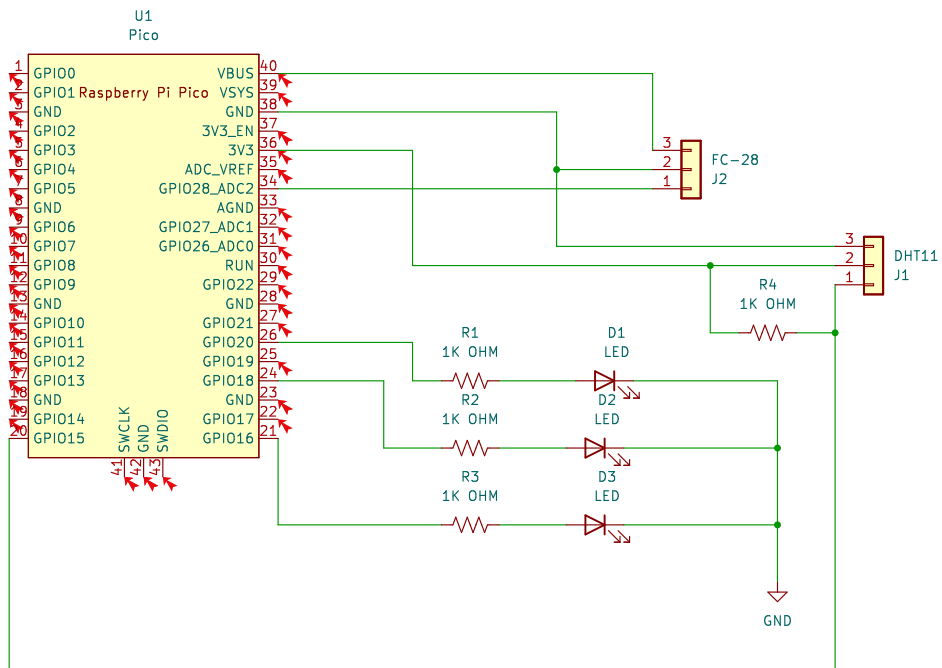 U1
Pico
1 GPIO0 VBUS 40
2 GPIO1 Raspberry Pi Pico VSYS 39
3 GND GND 38
4 GPIO2 3V3_EN 37
5 GPIO3 3V3 36
6 GPIO4 ADC_VREF 35
7 GPIO5 GPIO28_ADC2 34
8 GND AGND 33
9 GPIO6 GPIO27_ADC1 32
10 GPIO7 GPIO26_ADC0 31
11 GPIO8 RUN 30
12 GPIO9 GPIO22 29
13 GND GND 28
14 GPIO10 GPIO21 27
15 GPIO11 GPIO20 26
16 GPIO12 GPIO19 25
17 GPIO13 GPIO18 24
18 GND GND 23
19 GPIO14 GPIO17 22
20 GPIO15 GPIO16 21
SWCLK
GND
SWDIO
41
42
43
3
2
1
FC-28
J2
3
2
1
DHT11
J1
R4
1K OHM
R1
1K OHM
D1
LED
R2
1K OHM
D2
LED
R3
1K OHM
D3
LED
GND